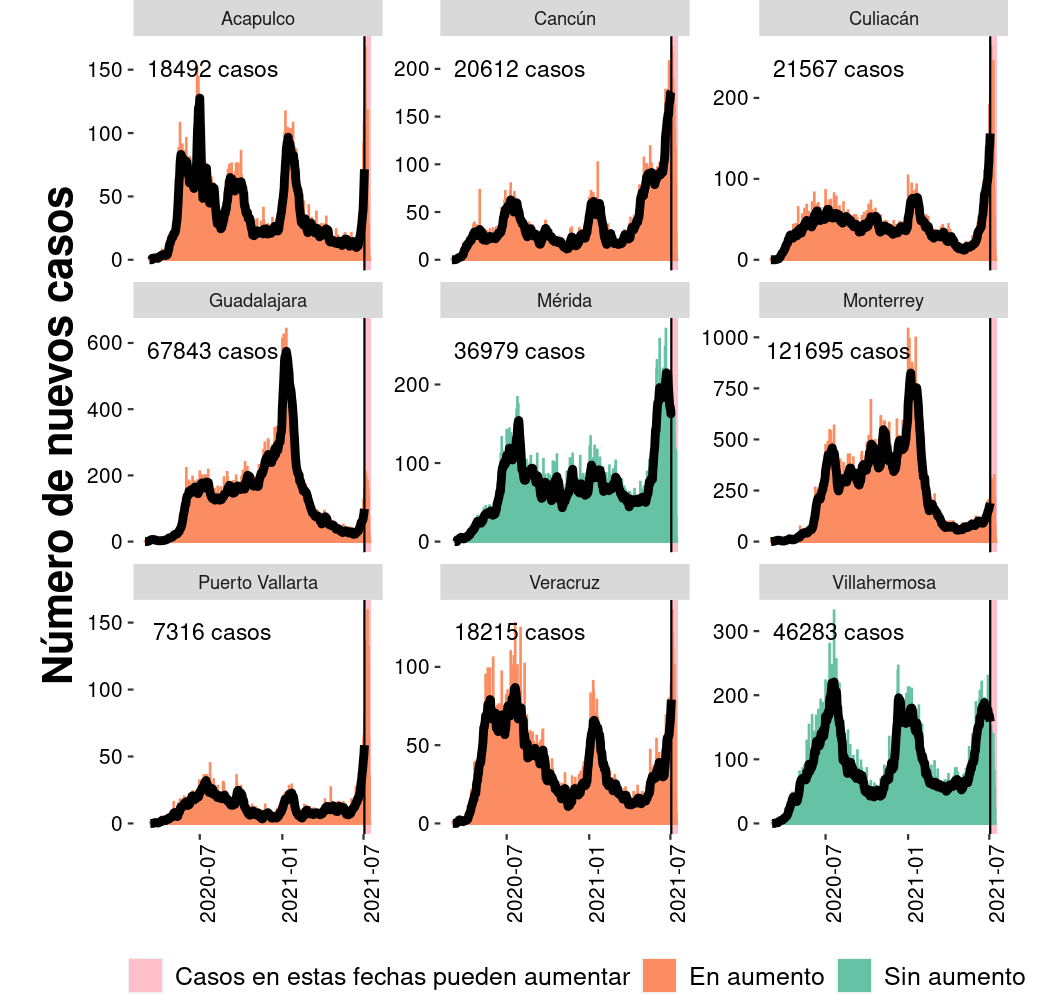 Número de nuevos casos
Acapulco
18492 casos
150
100
50
0
Cancún
20612 casos
200
150
100
50
0
Culiacán
21567 casos
200
100
0
Guadalajara
67843 casos
600
400
200
0
Mérida
36979 casos
200
100
0
Monterrey
121695 casos
1000
750
500
250
0
Puerto Vallarta
7316 casos
150
100
50
0
Veracruz
18215 casos
100
50
0
Villahermosa
46283 casos
300
200
100
0
2020-07
2021-01
2021-07
2020-07
2021-01
2021-07
2020-07
2021-01
2021-07
Casos en estas fechas pueden aumentar
En aumento
Sin aumento